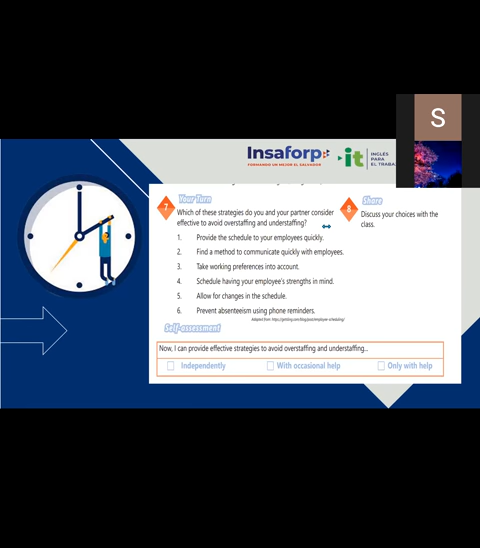 S
Insaforp
FORMANDO UN MEJOR EL SALVADOR
it
INGLÉS
PARA
EL TRABA
7
Your Turn
Which of these strategies do you and your partner consider
effective to avoid overstaffing and understaffing?
1. Provide the schedule to your employees quickly.
2. Find a method to communicate quickly with employees.
3. Take working preferences into account.
4. Schedule having your employee's strengths in mind.
5. Allow for changes in the schedule.
6. Prevent absenteeism using phone reminders.
8
Share
Discuss your choices with the
class.
Self-assessment
Now, I can provide effective strategies to avoid overstaffing and understaffing...
Independently
With occasional help
Only with help